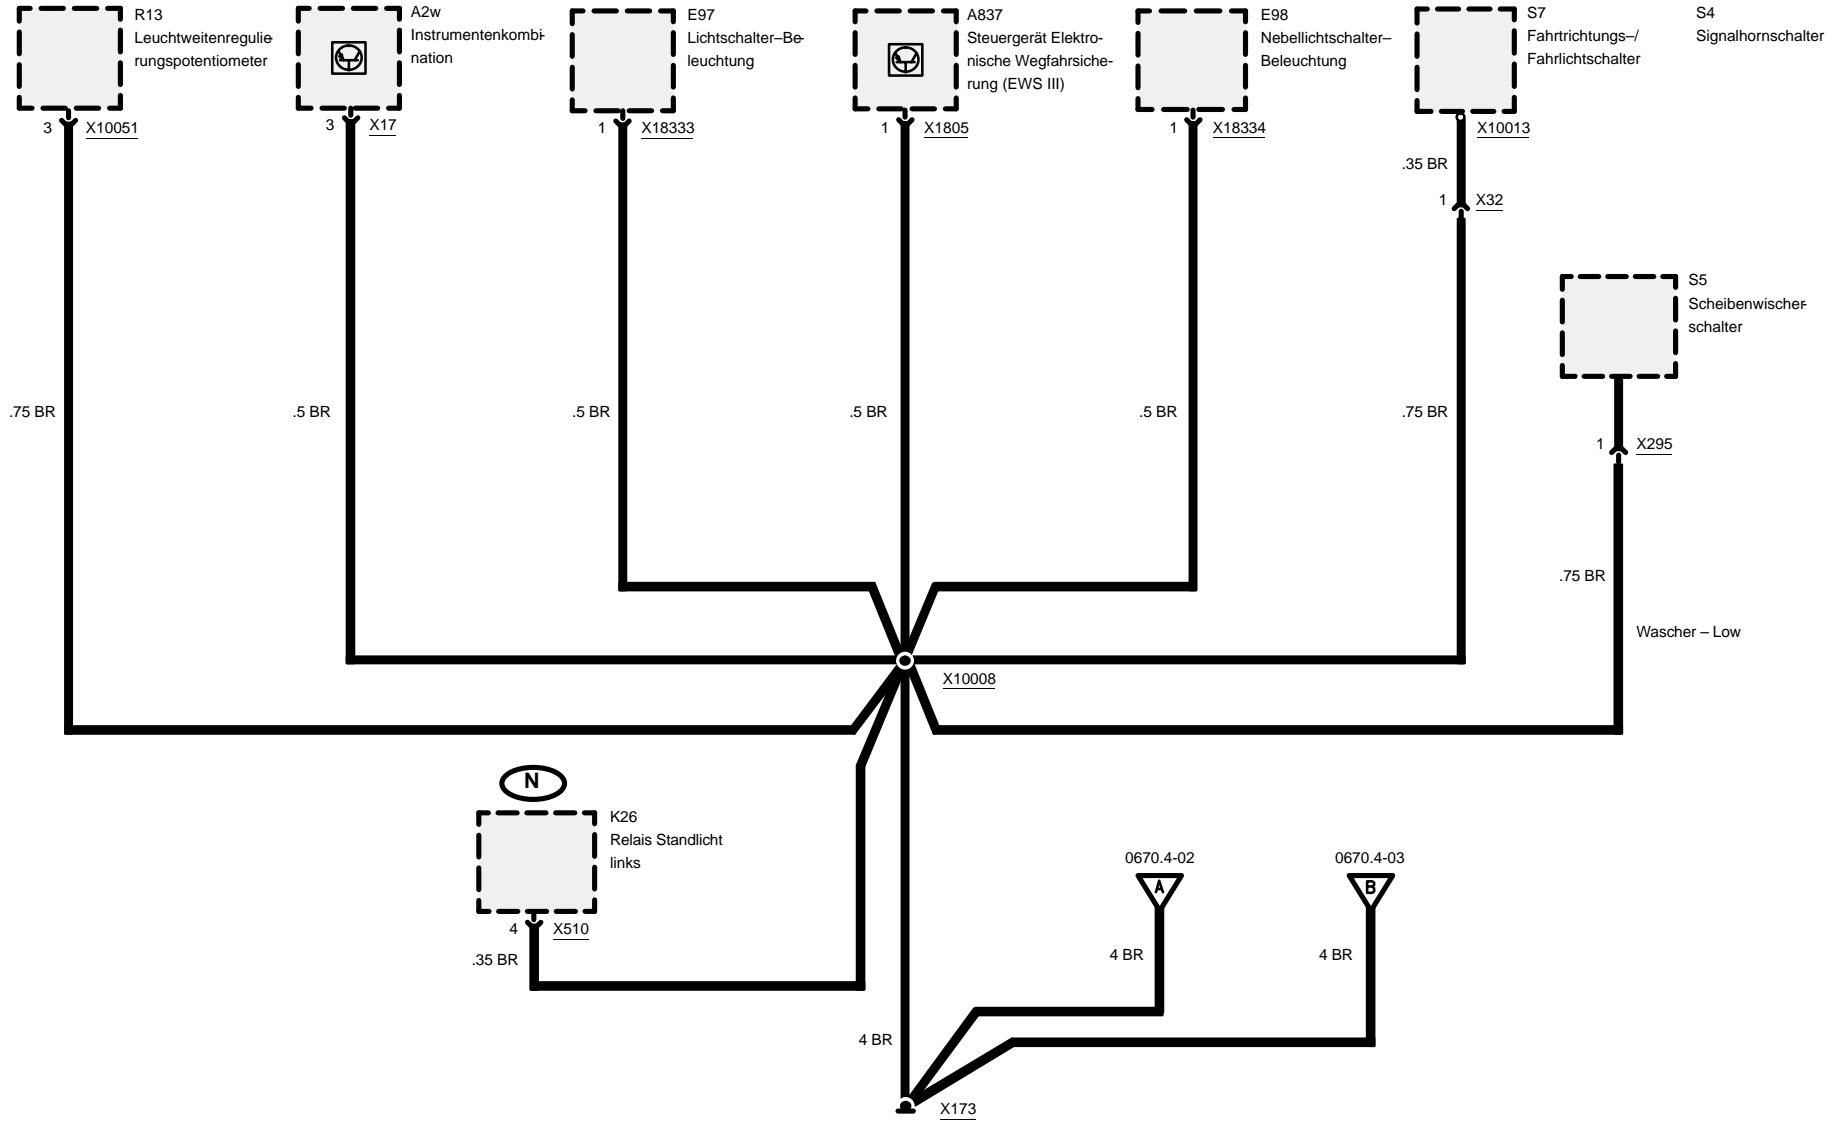 R13
Leuchtweitenregulie-
rungspotentiometer
3 X10051
A2w
Instrumentenkombi-
nation
3 X17
E97
Lichtschalter–Be-
leuchtung
1 X18333
A837
Steuergerät Elektro-
nische Wegfahrsiche-
rung (EWS III)
1 X1805
E98
Nebellichtschalter–
Beleuchtung
1 X18334
S7
Fahrtrichtungs–/
Fahrlichtschalter
X10013
.35 BR
1 X32
S4
Signalhornschalter
S5
Scheibenwischer-
schalter
1 X295
.75 BR
.5 BR
.5 BR
.5 BR
.5 BR
.75 BR
.75 BR
Wascher – Low
X10008
N
K26
Relais Standlicht
links
4 X510
.35 BR
0670.4-02
A
4 BR
0670.4-03
B
4 BR
4 BR
X173